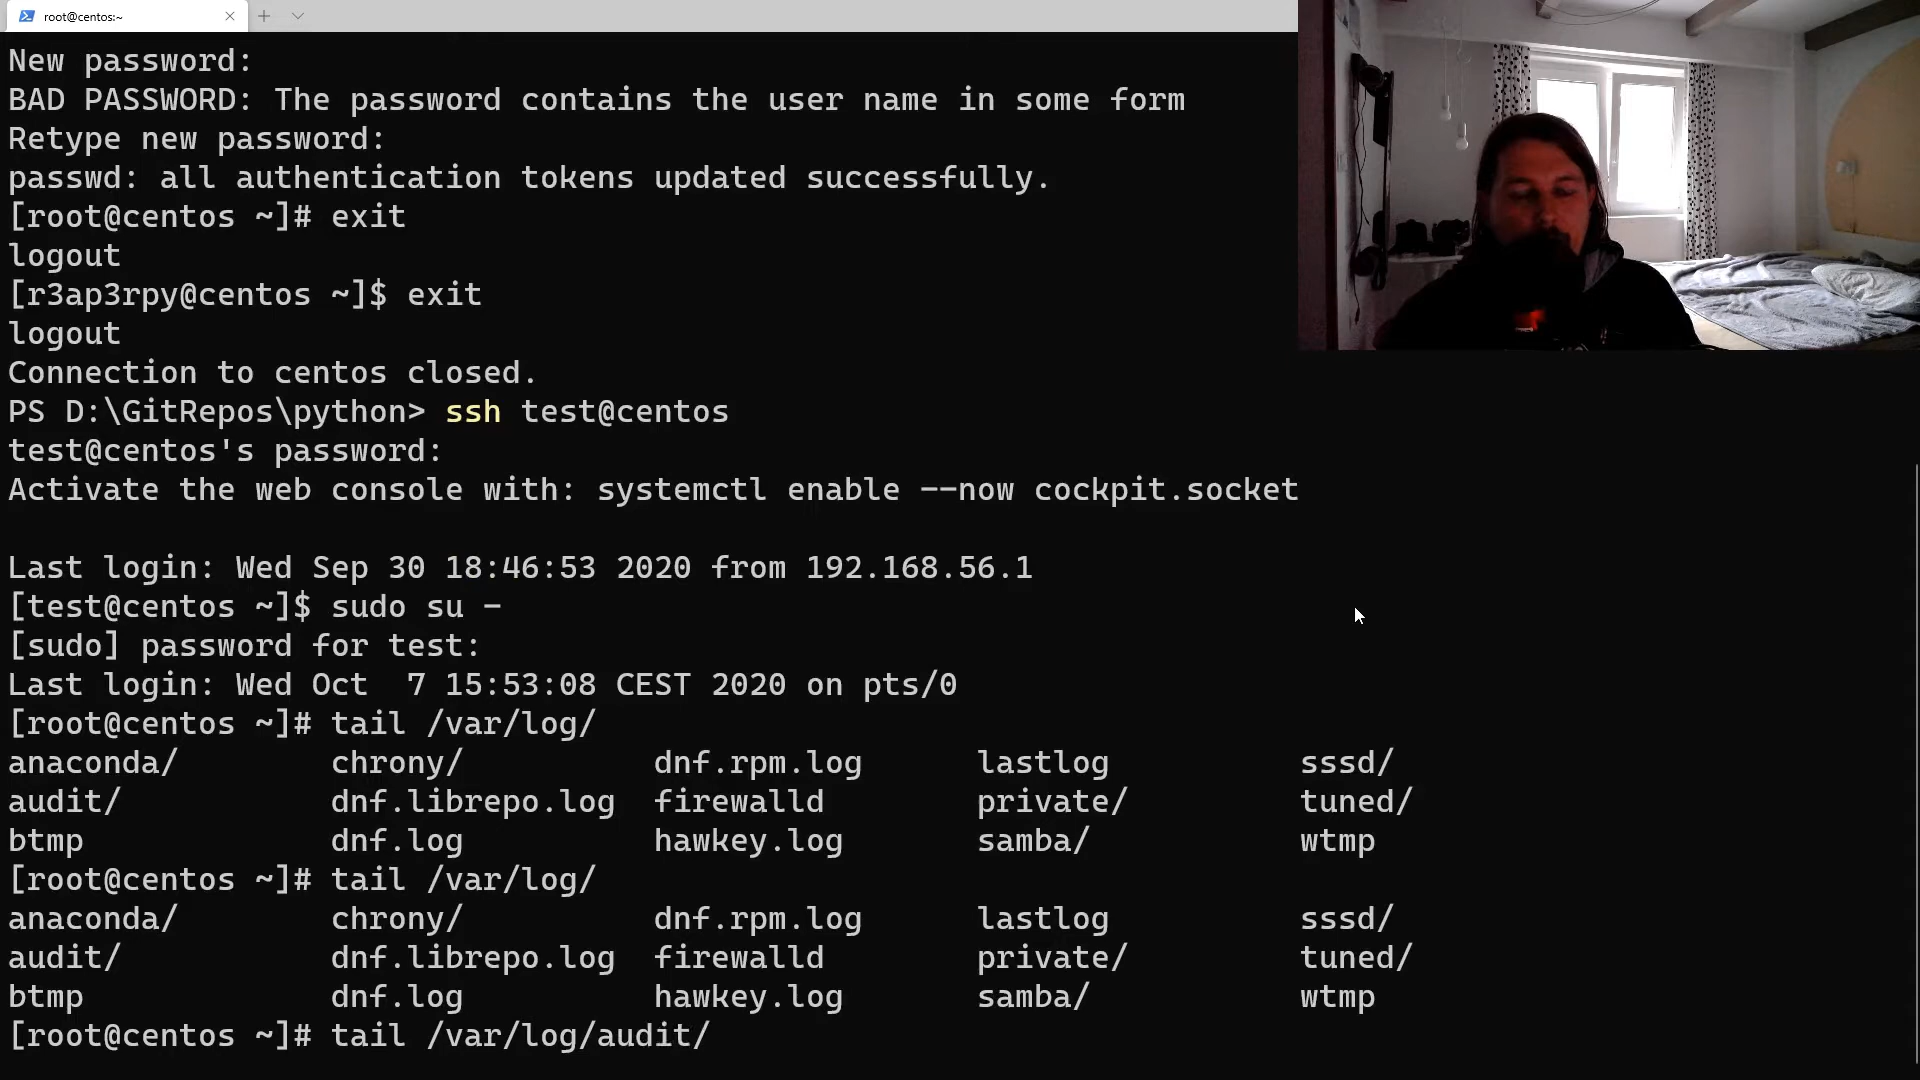 root@centos:~
New password:
BAD PASSWORD: The password contains the user name in some form
Retype new password:
passwd: all authentication tokens updated successfully.
[root@centos ~]# exit
logout
[r3ap3rpy@centos ~]$ exit
logout
Connection to centos closed.
PS D:\GitRepos\python> ssh test@centos
test@centos's password:
Activate the web console with: systemctl enable --now cockpit.socket
Last login: Wed Sep 30 18:46:53 2020 from 192.168.56.1
[test@centos ~]$ sudo su -
[sudo] password for test:
Last login: Wed Oct  7 15:53:08 CEST 2020 on pts/0
[root@centos ~]# tail /var/log/
anaconda/ chrony/ dnf.rpm.log lastlog sssd/
audit/ dnf.librepo.log firewalld private/ tuned/
btmp dnf.log hawkey.log samba/ wtmp
[root@centos ~]# tail /var/log/
anaconda/ chrony/ dnf.rpm.log lastlog sssd/
audit/ dnf.librepo.log firewalld private/ tuned/
btmp dnf.log hawkey.log samba/ wtmp
[root@centos ~]# tail /var/log/audit/